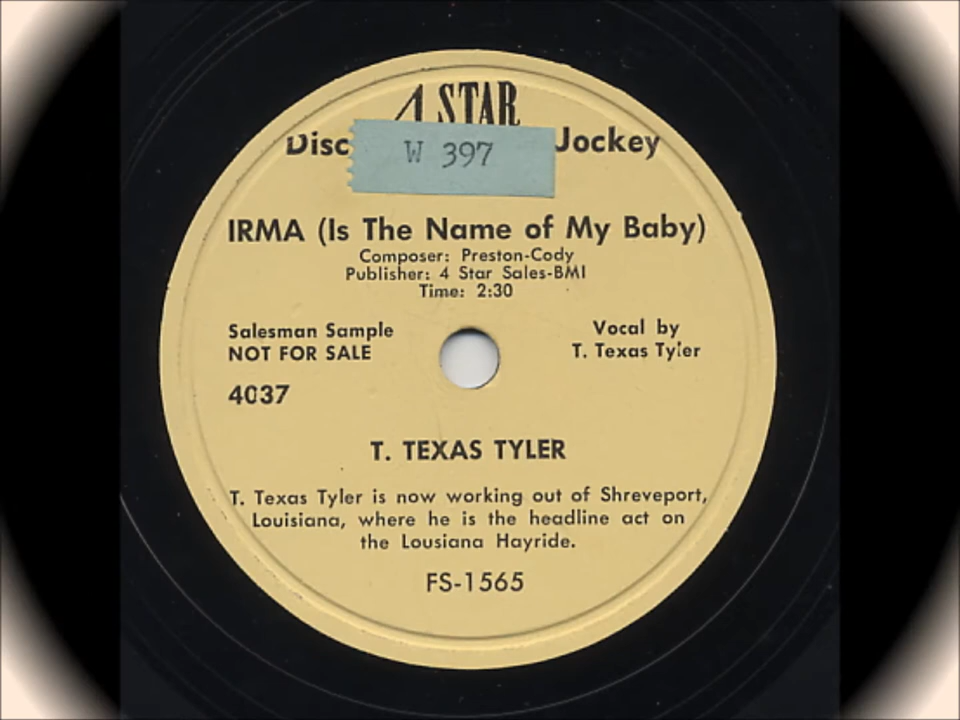 4 STAR
Disc Jockey
W 397
IRMA (Is The Name of My Baby)
Composer: Preston-Cody
Publisher: 4 Star Sales-BMI
Time: 2:30
Salesman Sample
NOT FOR SALE
4037
Vocal by
T. Texas Tyler
T. TEXAS TYLER
T. Texas Tyler is now working out of Shreveport,
Louisiana, where he is the headline act on
the Lousiana Hayride.
FS-1565